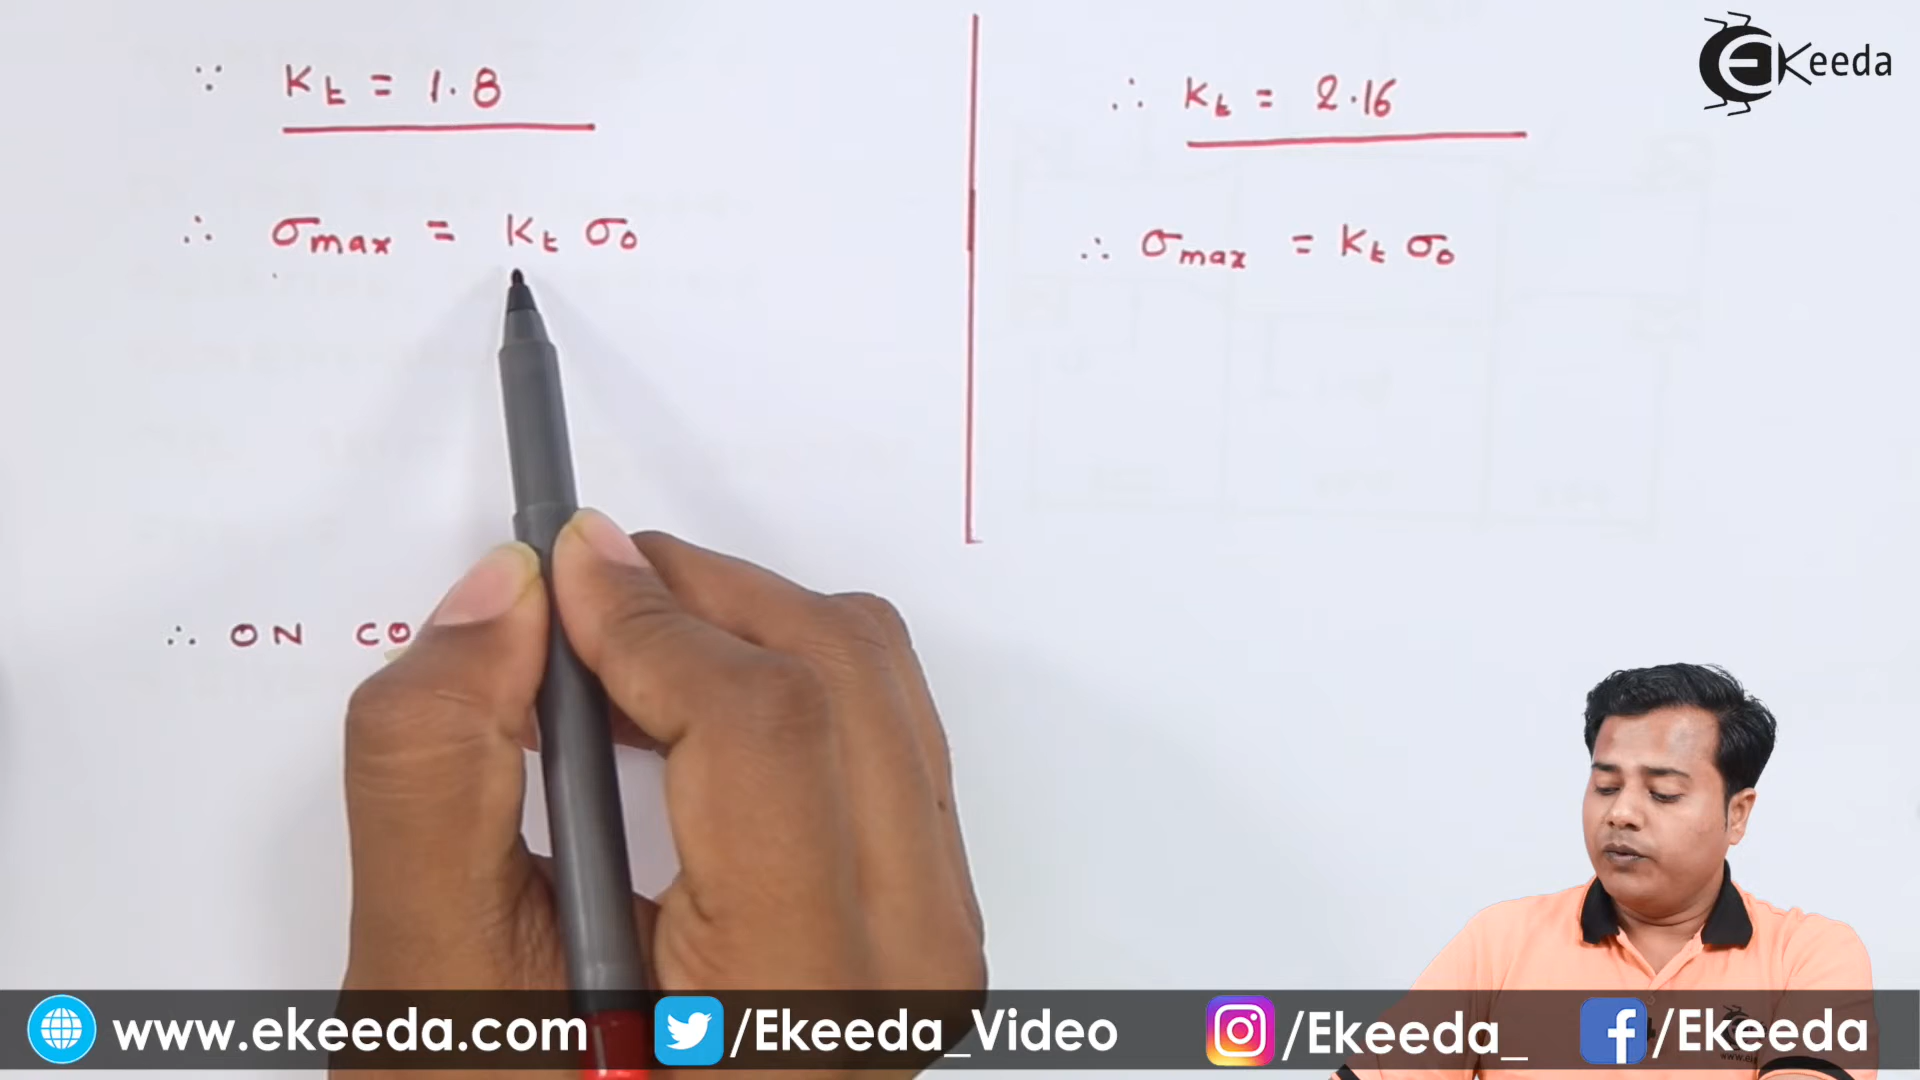 ∵ Kt = 1.8
∴ σmax = Kt σo
∴ ON
∴ Kt = 2.16
∴ σmax = Kt σo
Keeda
www.ekeeda.com
/Ekeeda_Video
/Ekeeda_
/Ekeeda